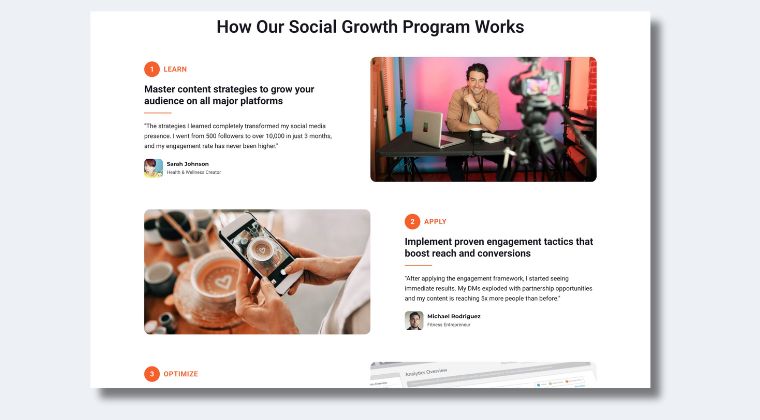 How Our Social Growth Program Works
1 LEARN
Master content strategies to grow your
audience on all major platforms
"The strategies I learned completely transformed my social media
presence. I went from 500 followers to over 10,000 in just 3 months,
and my engagement rate has never been higher."
Sarah Johnson
Health & Wellness Creator
2 APPLY
Implement proven engagement tactics that
boost reach and conversions
"After applying the engagement framework, I started seeing
immediate results. My DMs exploded with partnership opportunities
and my content is reaching 5x more people than before."
Michael Rodriguez
Fitness Entrepreneur
3 OPTIMIZE
Analytics Overview